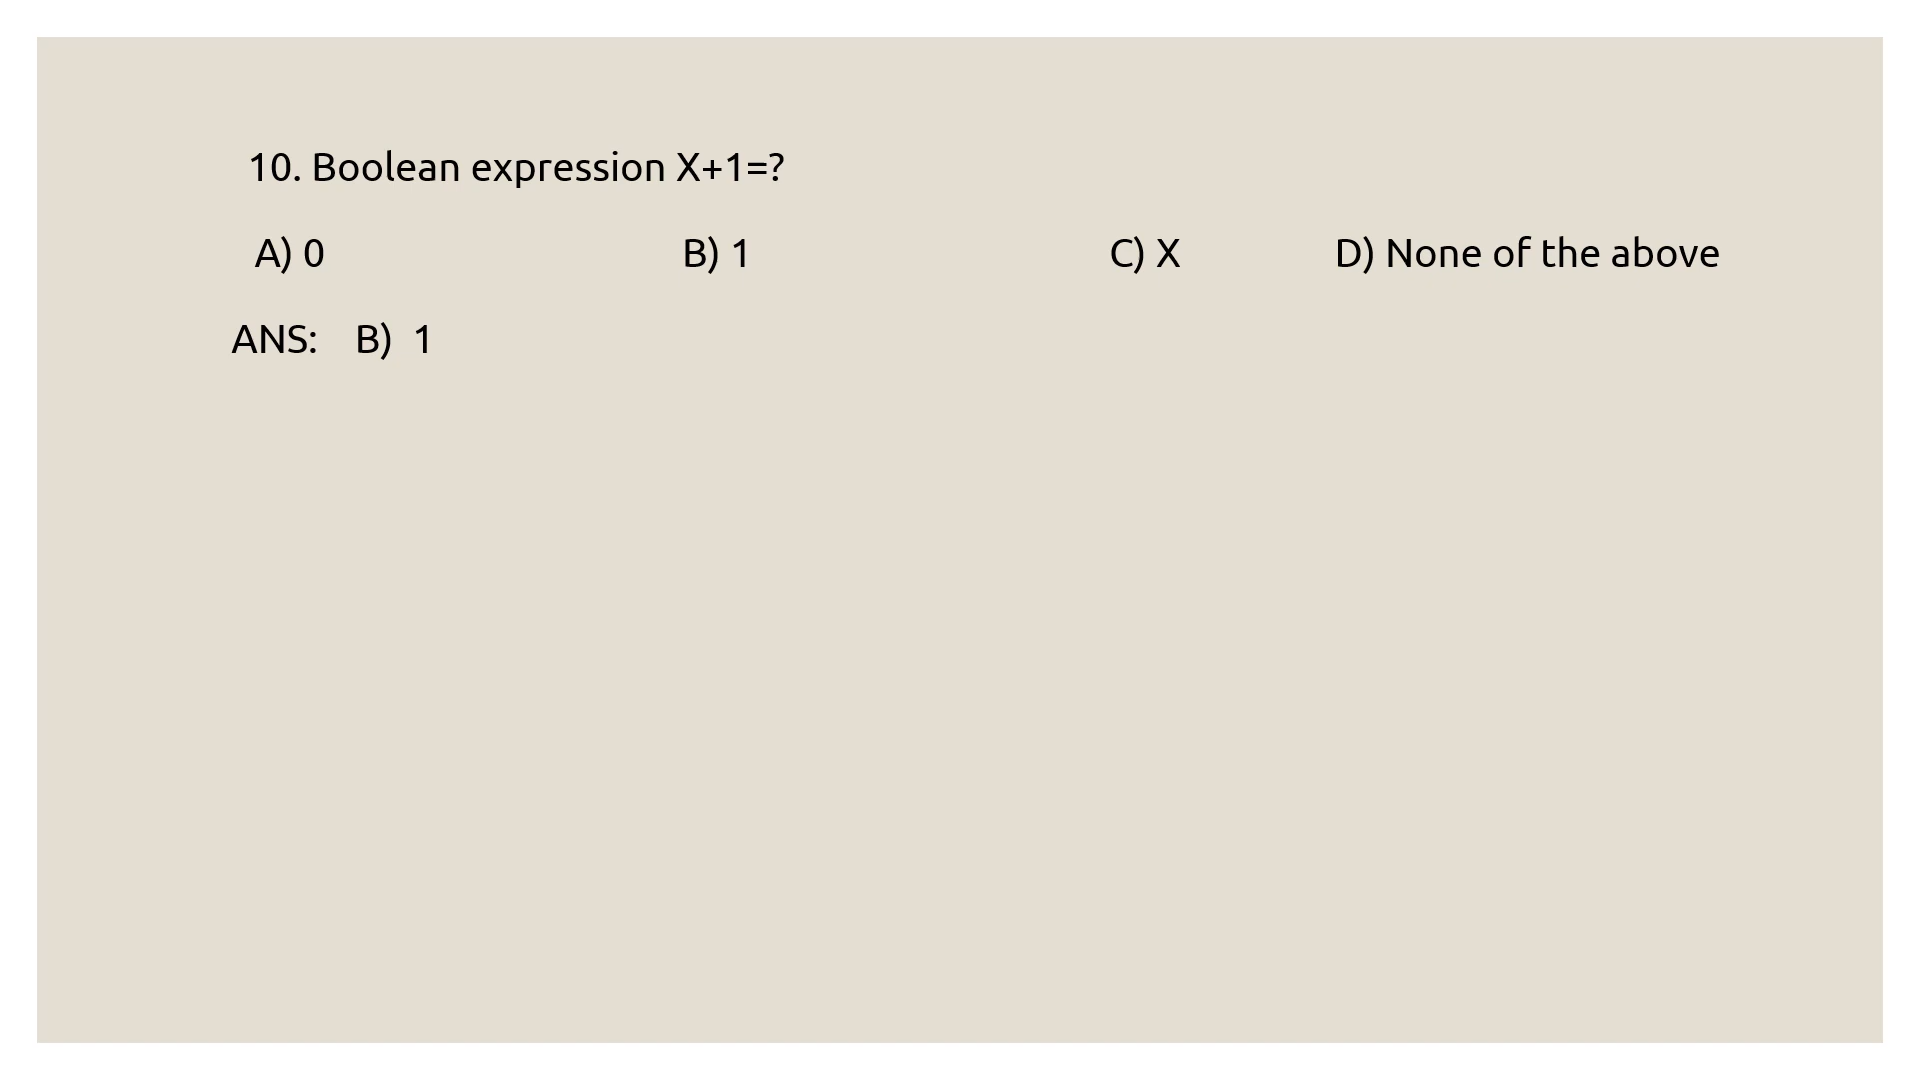 10. Boolean expression X+1=?
A) 0 B) 1 C) X D) None of the above
ANS: B) 1